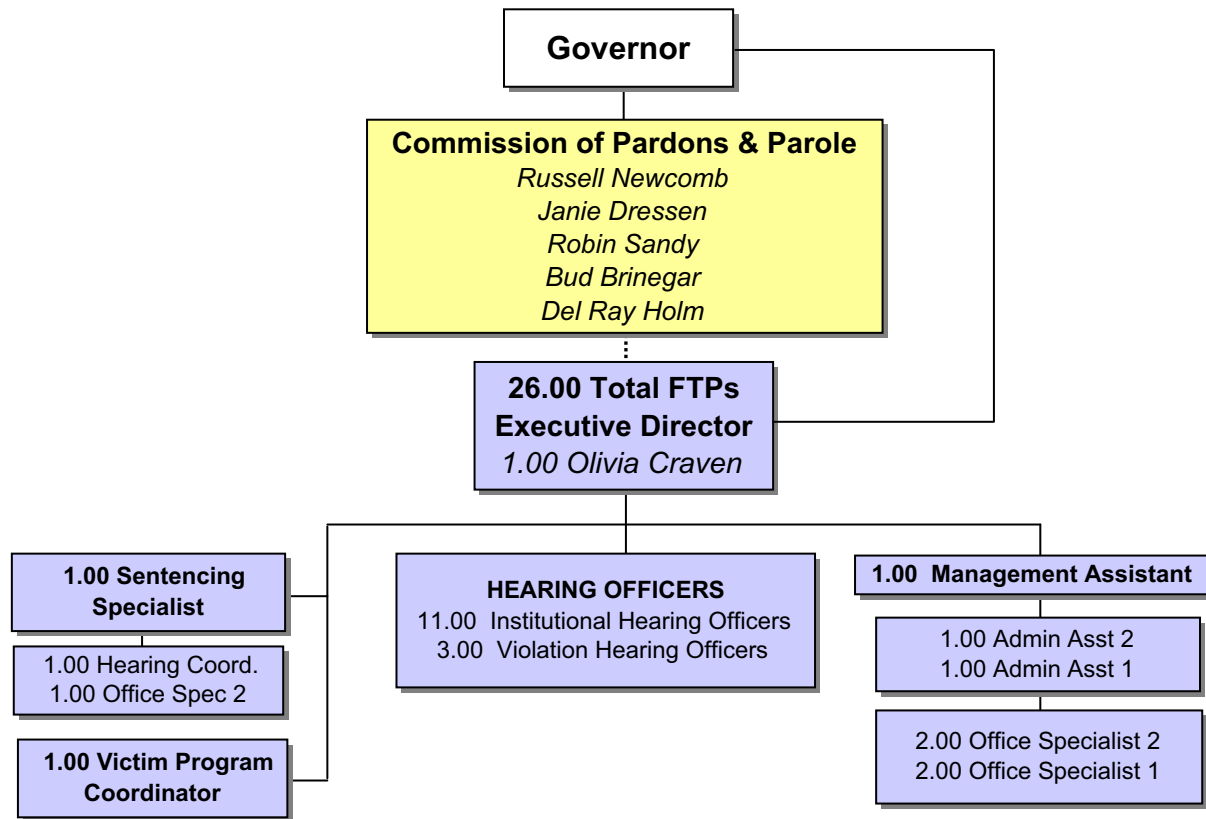 Governor
Commission of Pardons & Parole
Russell Newcomb
Janie Dressen
Robin Sandy
Bud Brinegar
Del Ray Holm
26.00 Total FTPs
Executive Director
1.00 Olivia Craven
1.00 Sentencing
Specialist
1.00 Hearing Coord.
1.00 Office Spec 2
1.00 Victim Program
Coordinator
HEARING OFFICERS
11.00 Institutional Hearing Officers
3.00 Violation Hearing Officers
1.00 Management Assistant
1.00 Admin Asst 2
1.00 Admin Asst 1
2.00 Office Specialist 2
2.00 Office Specialist 1